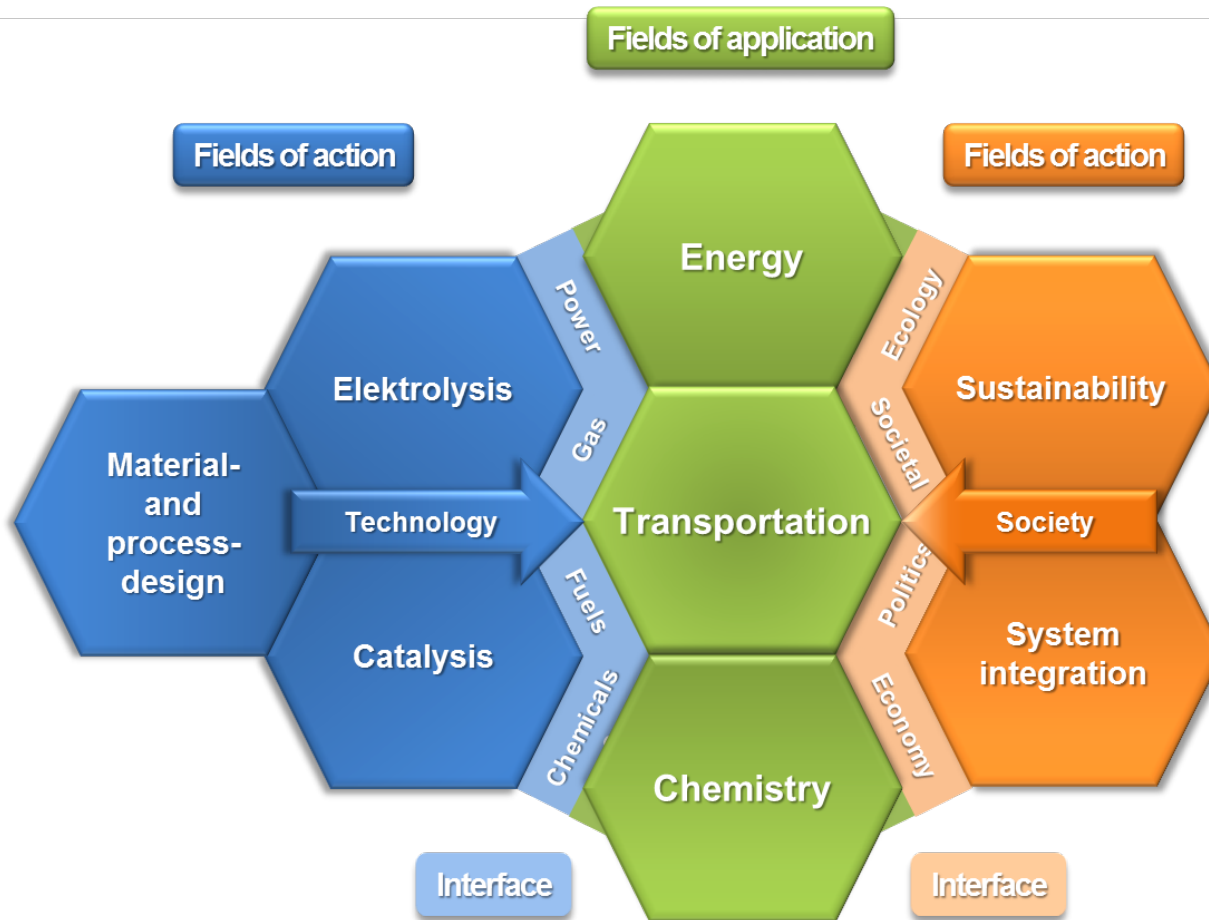 Fields of application
Fields of action
Fields of action
Energy
Power
Gas
Ecology
Societal
Elektrolysis
Sustainability
Material-
and
process-
design
Technology
Transportation
Society
Fuels
Chemicals
Politics
Economy
Catalysis
System
integration
Chemistry
Interface
Interface